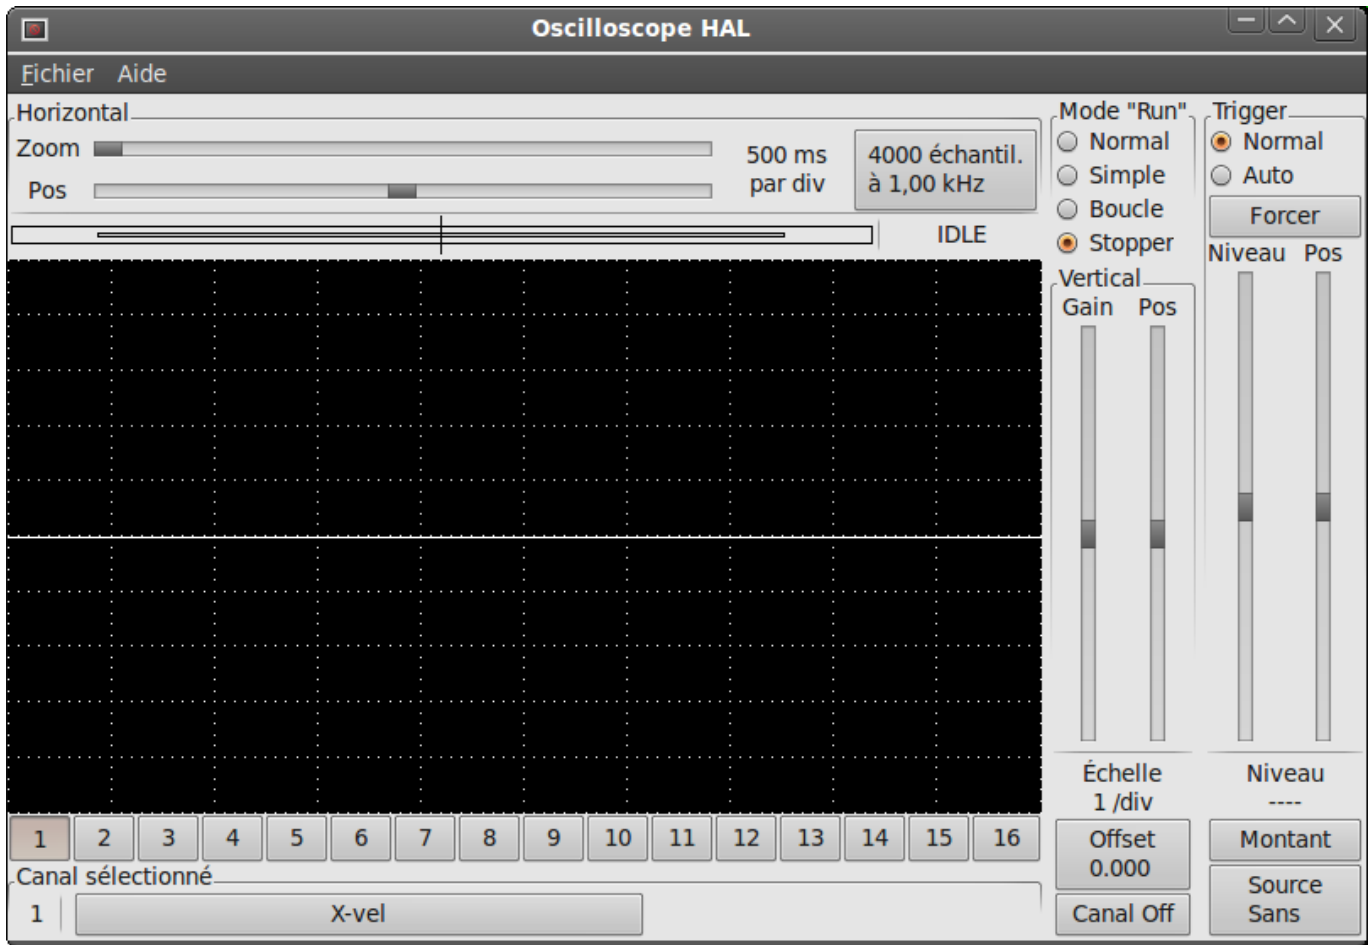 Oscilloscope HAL
Fichier Aide
Horizontal
Zoom
Pos
500 ms
par div
4000 échantil.
à 1,00 kHz
IDLE
Mode "Run"
Normal
Simple
Boucle
Stopper
Trigger
Normal
Auto
Forcer
Niveau Pos
Vertical
Gain Pos
Échelle
1 /div
Offset
0.000
Canal Off
Niveau
----
Montant
Source
Sans
1 2 3 4 5 6 7 8 9 10 11 12 13 14 15 16
Canal sélectionné
1 X-vel